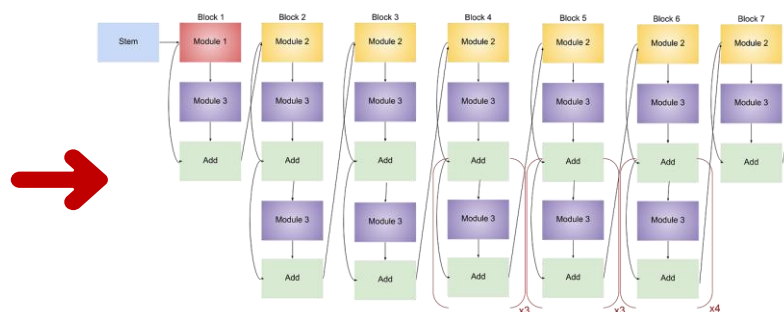 Block 1 Block 2 Block 3 Block 4 Block 5 Block 6 Block 7
Stem Module 1 Module 2 Module 2 Module 2 Module 2 Module 2 Module 2
Module 3 Module 3 Module 3 Module 3 Module 3 Module 3 Module 3
Add Add Add Add Add Add Add
Module 3 Module 3 Module 3 Module 3 Module 3
Add Add Add Add Add
x3 x3 x4